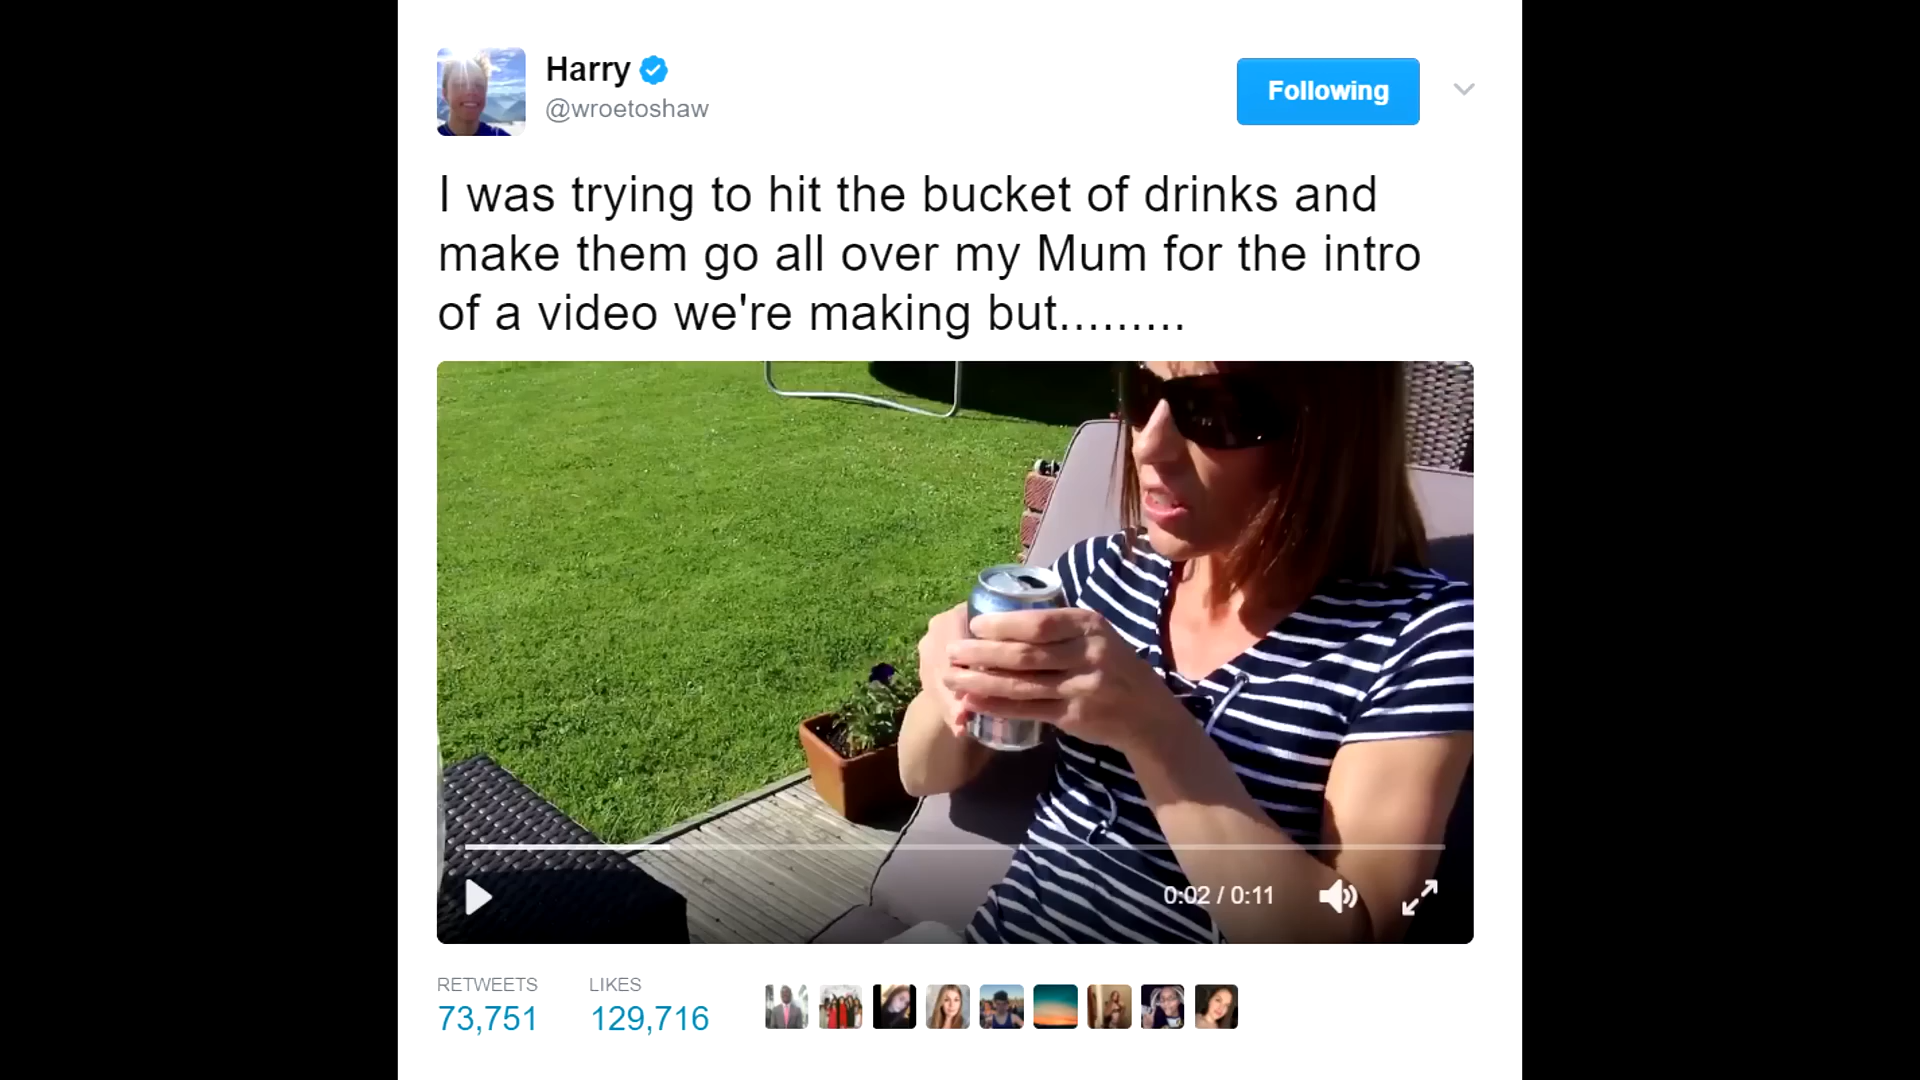 Harry
@wroetoshaw
Following
I was trying to hit the bucket of drinks and
make them go all over my Mum for the intro
of a video we're making but.........
0:02 / 0:11
RETWEETS LIKES
73,751 129,716